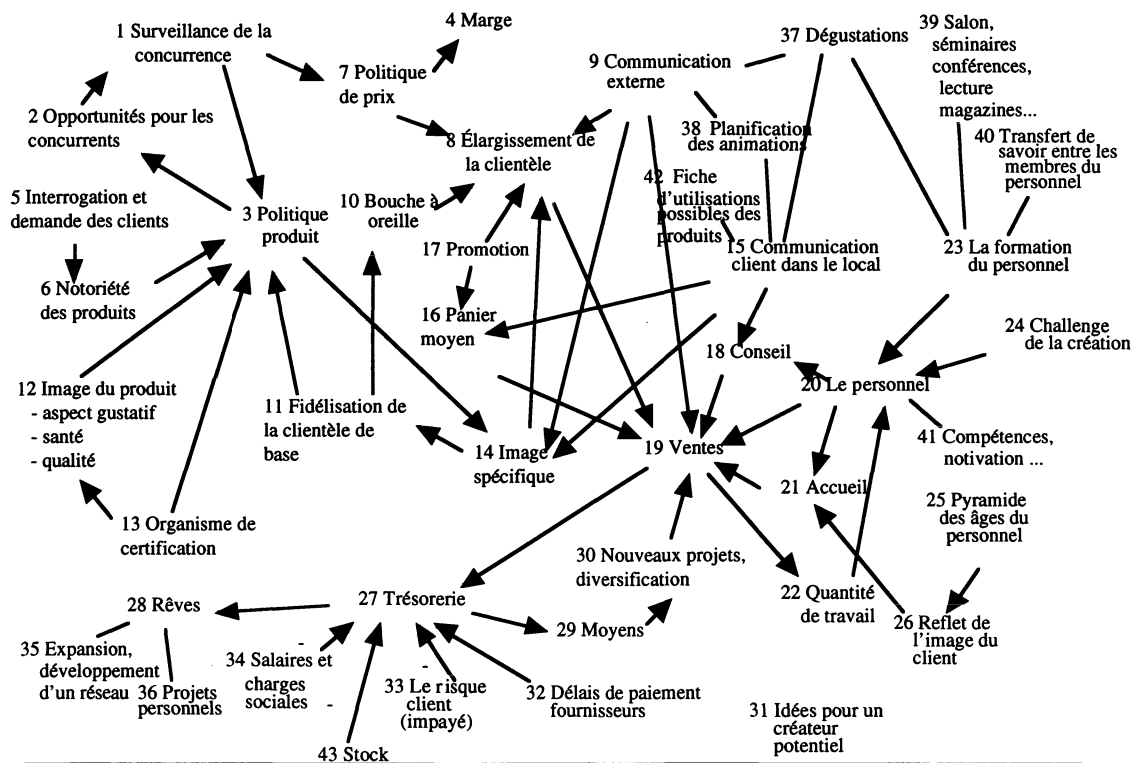 1 Surveillance de la
concurrence
4 Marge
37 Dégustations
39 Salon,
séminaires
conférences,
lecture
magazines...
7 Politique
de prix
9 Communication
externe
2 Opportunités pour les
concurrents
8 Élargissement de
la clientèle
38 Planification
des animations
40 Transfert de
savoir entre les
membres du
personnel
5 Interrogation et
demande des clients
3 Politique
produit
10 Bouche à
oreille
42 Fiche
d'utilisations
possibles des
produits
17 Promotion
15 Communication
client dans le local
23 La formation
du personnel
6 Notoriété
des produits
16 Panier
moyen
18 Conseil
24 Challenge
de la création
12 Image du produit
- aspect gustatif
- santé
- qualité
11 Fidélisation de
la clientèle de
base
20 Le personnel
14 Image
spécifique
19 Ventes
41 Compétences,
notivation ...
21 Accueil
25 Pyramide
des âges du
personnel
13 Organisme de
certification
30 Nouveaux projets,
diversification
22 Quantité
de travail
28 Rêves
27 Trésorerie
29 Moyens
26 Reflet de
l'image du
client
35 Expansion,
développement
d'un réseau
36 Projets
personnels
34 Salaires et
charges
sociales
-
-
-
33 Le risque
client
(impayé)
32 Délais de paiement
fournisseurs
31 Idées pour un
créateur
potentiel
43 Stock